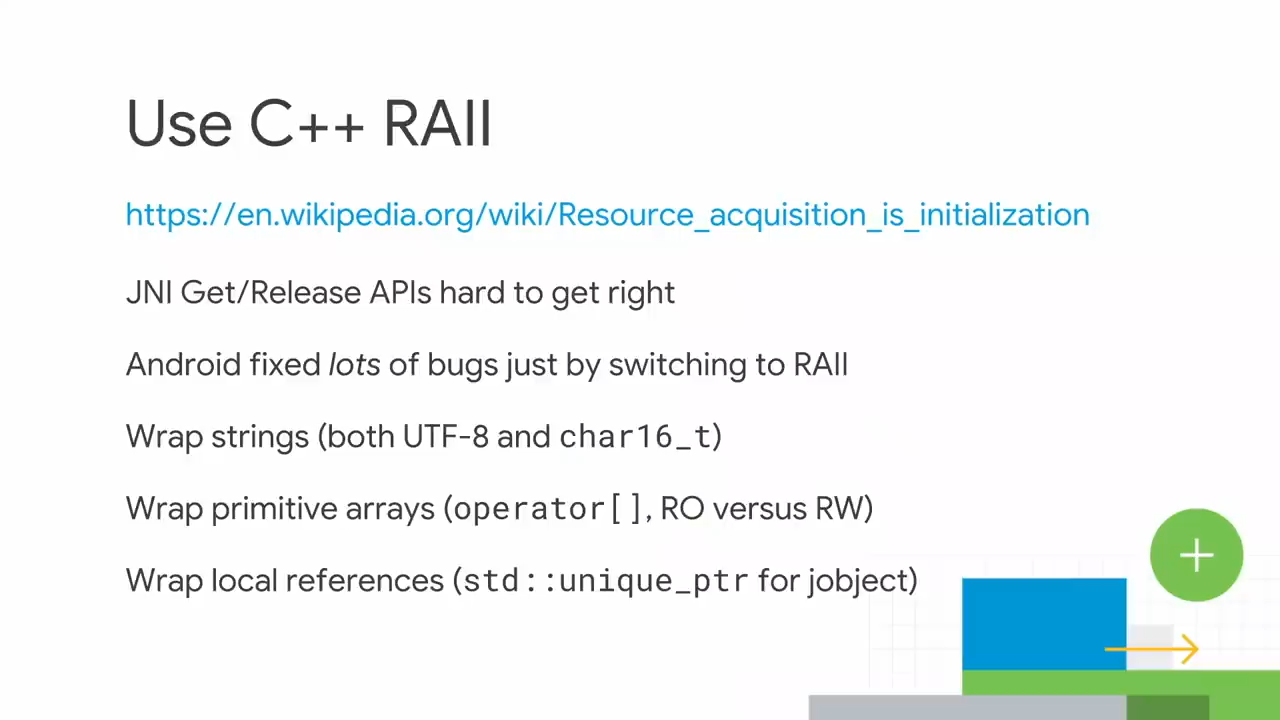 Use C++ RAII
https://en.wikipedia.org/wiki/Resource_acquisition_is_initialization
JNI Get/Release APIs hard to get right
Android fixed lots of bugs just by switching to RAII
Wrap strings (both UTF-8 and char16_t)
Wrap primitive arrays (operator[], RO versus RW)
Wrap local references (std::unique_ptr for jobject)